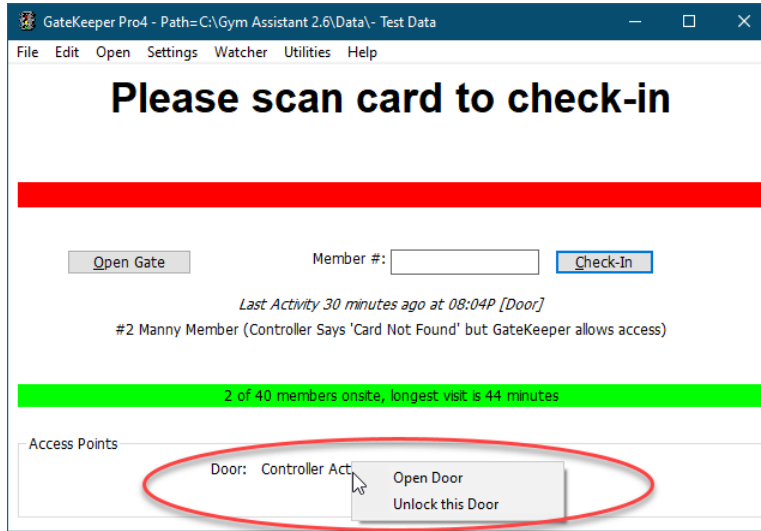 GateKeeper Pro4 - Path=C:\Gym Assistant 2.6\Data\- Test Data
File Edit Open Settings Watcher Utilities Help
Please scan card to check-in
Open Gate Member #: Check-In
Last Activity 30 minutes ago at 08:04P [Door]
#2 Manny Member (Controller Says 'Card Not Found' but GateKeeper allows access)
2 of 40 members onsite, longest visit is 44 minutes
Access Points
Door: Controller Act
Open Door
Unlock this Door